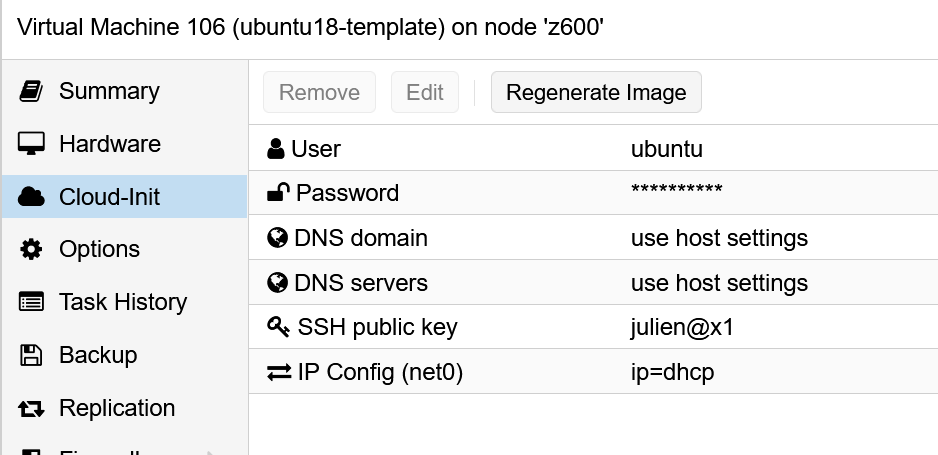 Virtual Machine 106 (ubuntu18-template) on node 'z600'
Summary
Hardware
Cloud-Init
Options
Task History
Backup
Replication
Remove Edit Regenerate Image
User ubuntu
Password **********
DNS domain use host settings
DNS servers use host settings
SSH public key julien@x1
IP Config (net0) ip=dhcp